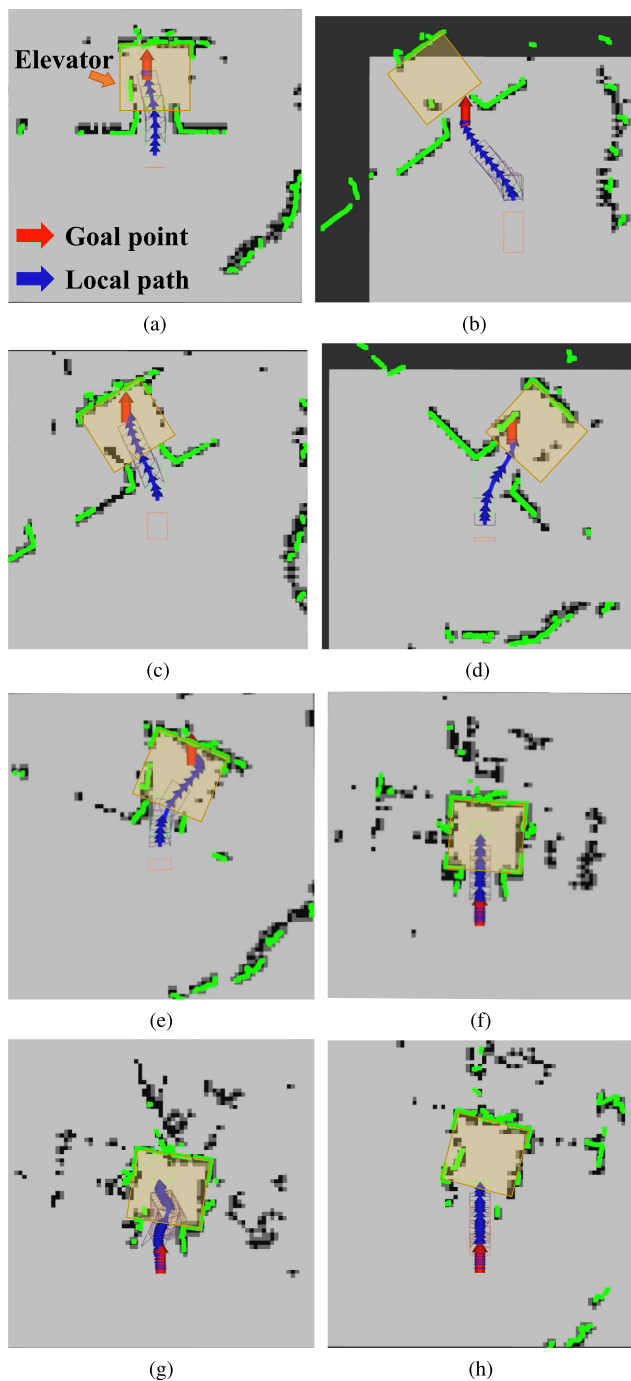 Elevator
Goal point
Local path
(a)
(b)
(c)
(d)
(e)
(f)
(g)
(h)